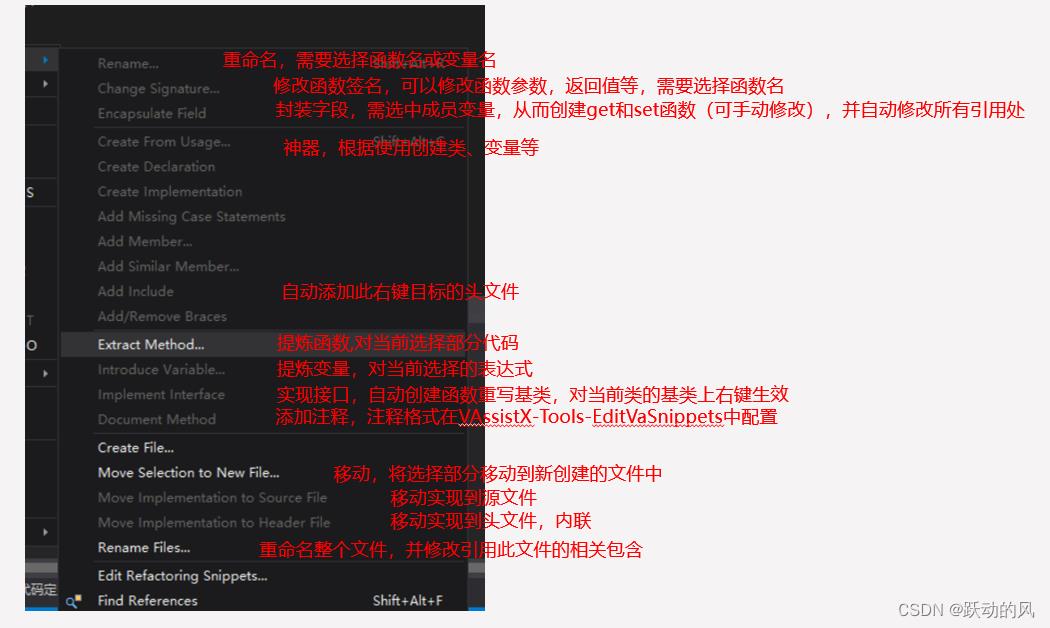 Rename... 重命名，需要选择函数名或变量名
Change Signature... 修改函数签名，可以修改函数参数，返回值等，需要选择函数名
Encapsulate Field 封装字段，需选中成员变量，从而创建get和set函数（可手动修改），并自动修改所有引用处
Create From Usage... Shift+Alt+C
神器，根据使用创建类、变量等
Create Declaration
S Create Implementation
Add Missing Case Statements
Add Member...
Add Similar Member...
Add Include 自动添加此右键目标的头文件
T Add/Remove Braces
O Extract Method... 提炼函数,对当前选择部分代码
Introduce Variable... 提炼变量，对当前选择的表达式
Implement Interface 实现接口，自动创建函数重写基类，对当前类的基类上右键生效
Document Method 添加注释，注释格式在VAssistX-Tools-EditVaSnippets中配置
Create File...
Move Selection to New File... 移动，将选择部分移动到新创建的文件中
Move Implementation to Source File 移动实现到源文件
Move Implementation to Header File 移动实现到头文件，内联
Rename Files... 重命名整个文件，并修改引用此文件的相关包含
Edit Refactoring Snippets...
码定 Find References Shift+Alt+F
CSDN @跃动的风